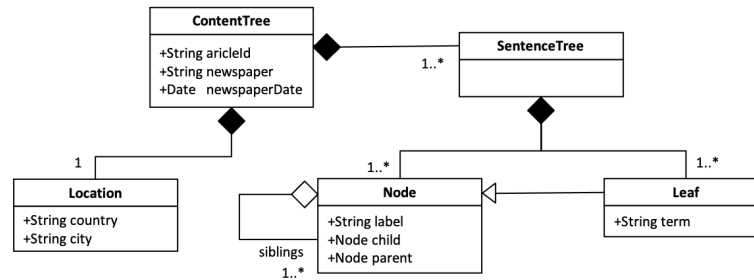 ContentTree
+String aricleId
+String newspaper
+Date newspaperDate
SentenceTree
1..*
1
1..*
1..*
Location
+String country
+String city
Node
+String label
+Node child
+Node parent
Leaf
+String term
siblings
1..*